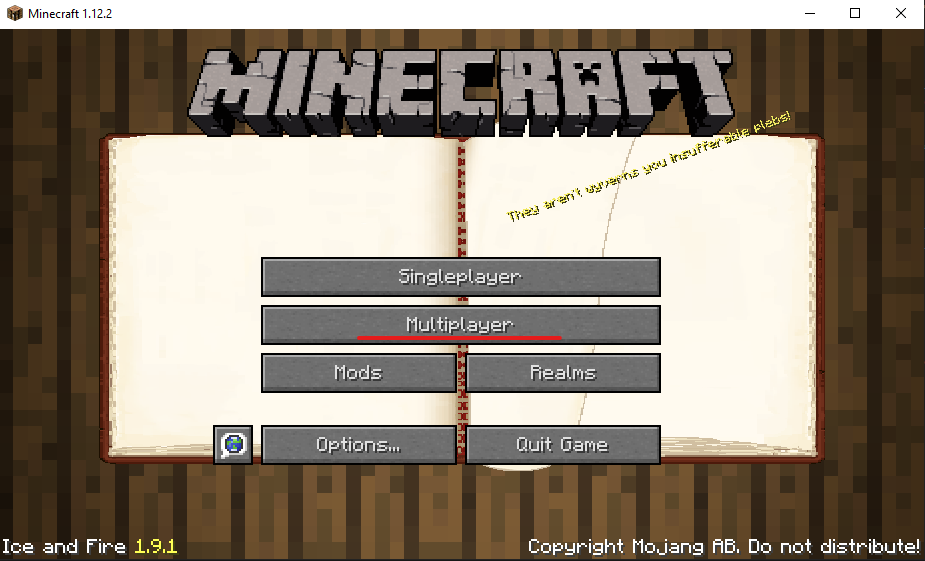 Minecraft 1.12.2
MINECRAFT
They aren't wyverns you insufferable plebs!
Singleplayer
Multiplayer
Mods
Realms
Options...
Quit Game
Ice and Fire 1.9.1
Copyright Mojang AB. Do not distribute!